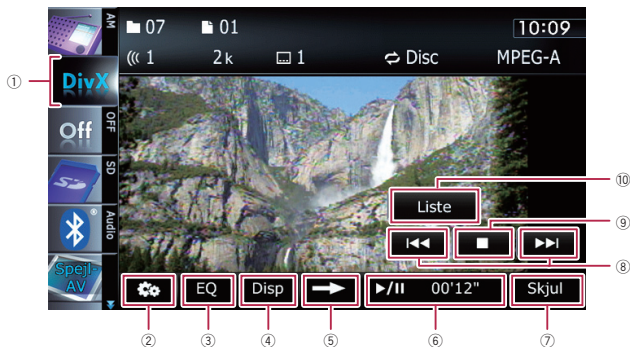 07 01 10:09
1 2k 1 Disc MPEG-A
AM
① DivX
Off OFF
SD
Audio
Spejl-AV
⑩
Liste
⑨
⑧
EQ Disp ▶/II 00'12" Skjul
② ③ ④ ⑤ ⑥ ⑦